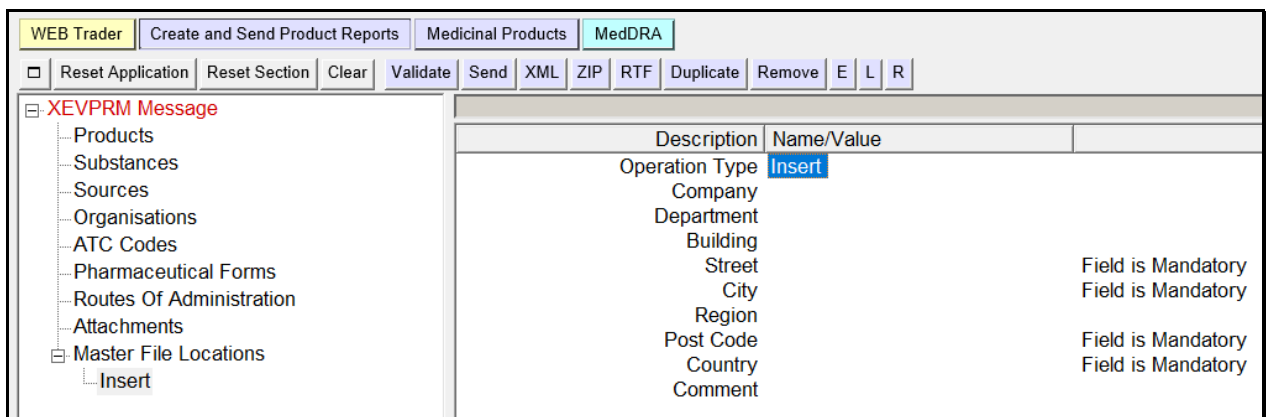 WEB Trader Create and Send Product Reports Medicinal Products MedDRA
Reset Application Reset Section Clear Validate Send XML ZIP RTF Duplicate Remove E L R
XEVPRM Message
Products
Substances
Sources
Organisations
ATC Codes
Pharmaceutical Forms
Routes Of Administration
Attachments
Master File Locations
Insert
Description Name/Value
Operation Type Insert
Company
Department
Building
Street Field is Mandatory
City Field is Mandatory
Region
Post Code Field is Mandatory
Country Field is Mandatory
Comment